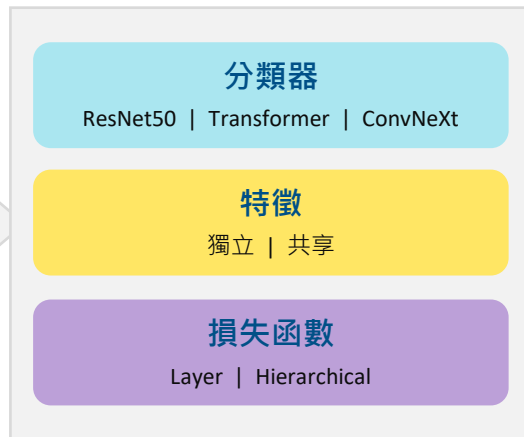 分類器
ResNet50 | Transformer | ConvNeXt
特徵
獨立 | 共享
損失函數
Layer | Hierarchical